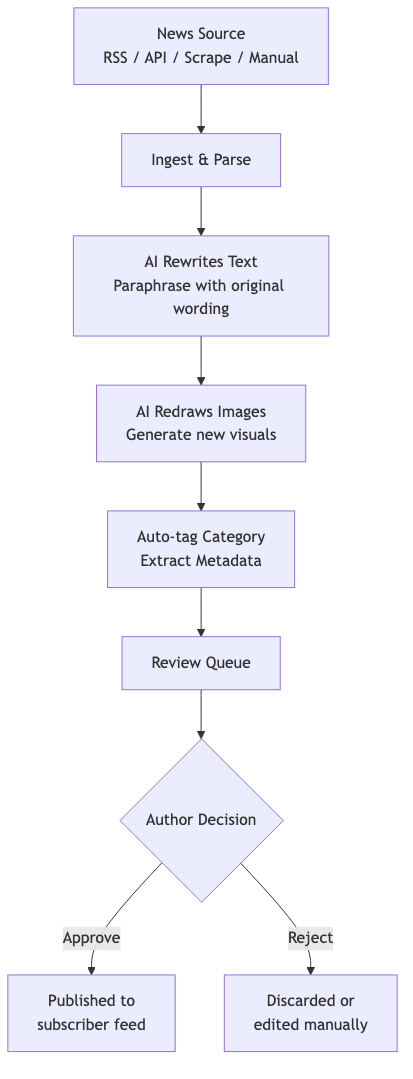 News Source
RSS / API / Scrape / Manual
Ingest & Parse
AI Rewrites Text
Paraphrase with original
wording
AI Redraws Images
Generate new visuals
Auto-tag Category
Extract Metadata
Review Queue
Author Decision
Approve
Reject
Published to
subscriber feed
Discarded or
edited manually